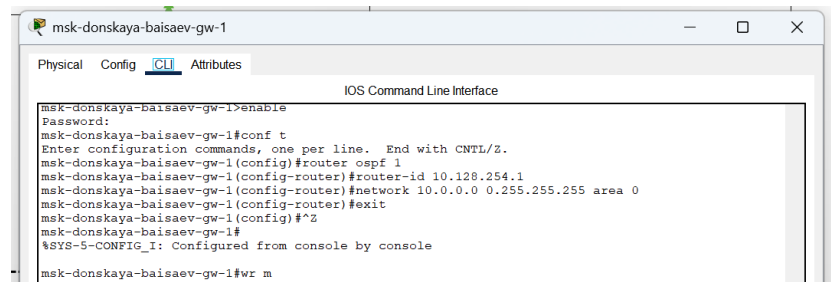 msk-donskaya-baisaev-gw-1
Physical Config CLI Attributes
IOS Command Line Interface
msk-donskaya-baisaev-gw-1>enable
Password:
msk-donskaya-baisaev-gw-1#conf t
Enter configuration commands, one per line.  End with CNTL/Z.
msk-donskaya-baisaev-gw-1(config)#router ospf 1
msk-donskaya-baisaev-gw-1(config-router)#router-id 10.128.254.1
msk-donskaya-baisaev-gw-1(config-router)#network 10.0.0.0 0.255.255.255 area 0
msk-donskaya-baisaev-gw-1(config-router)#exit
msk-donskaya-baisaev-gw-1(config)#^Z
msk-donskaya-baisaev-gw-1#
%SYS-5-CONFIG_I: Configured from console by console
msk-donskaya-baisaev-gw-1#wr m